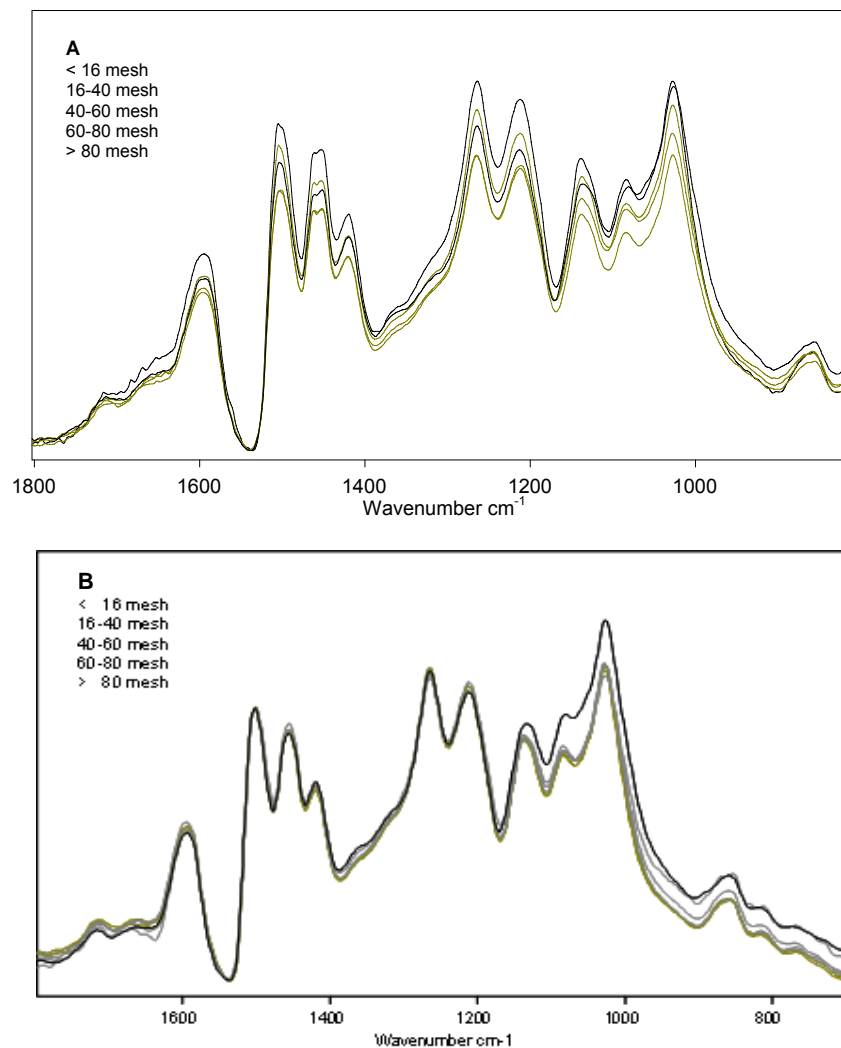 A
< 16 mesh
16-40 mesh
40-60 mesh
60-80 mesh
> 80 mesh
1800 1600 1400 1200 1000
Wavenumber cm-1
B
< 16 mesh
16-40 mesh
40-60 mesh
60-80 mesh
> 80 mesh
1600 1400 1200 1000 800
Wavenumber cm-1